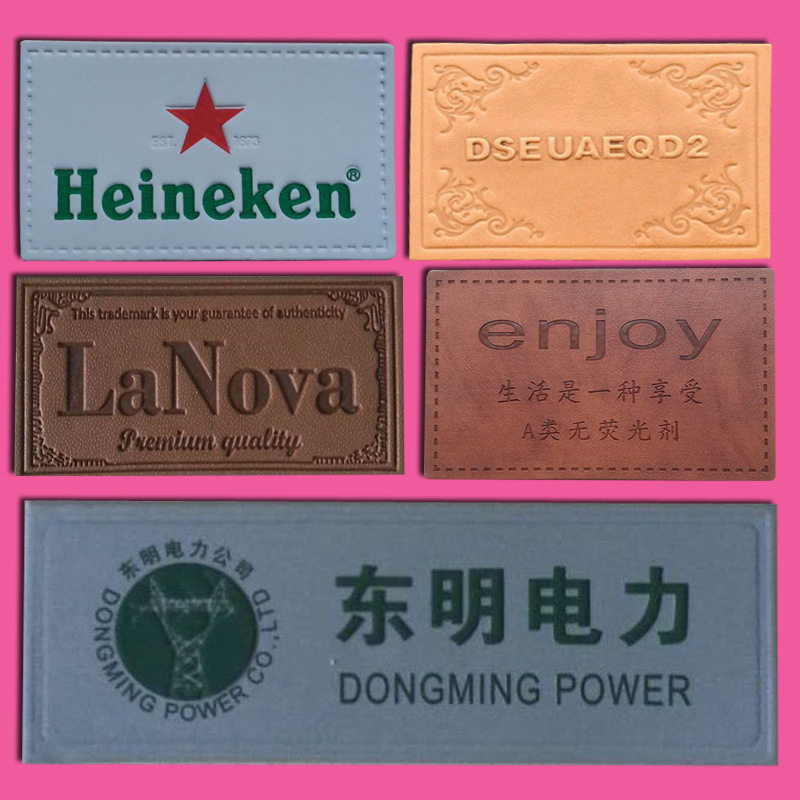 EST. 1873
Heineken®
DSEUAEQD2
This trademark is your guarantee of authenticity
LaNova
Premium quality
enjoy
生活是一种享受
A类无荧光剂
东明电力公司
DONGMING POWER CO.,LTD
东明电力
DONGMING POWER